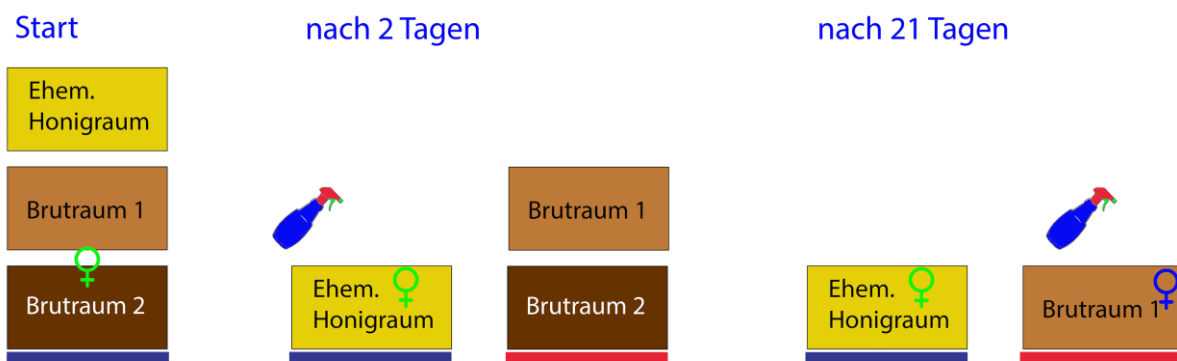 Start
nach 2 Tagen
nach 21 Tagen
Ehem.
Honigraum
Brutraum 1
Brutraum 2
Ehem.
Honigraum
Brutraum 1
Brutraum 2
Ehem.
Honigraum
Brutraum 1